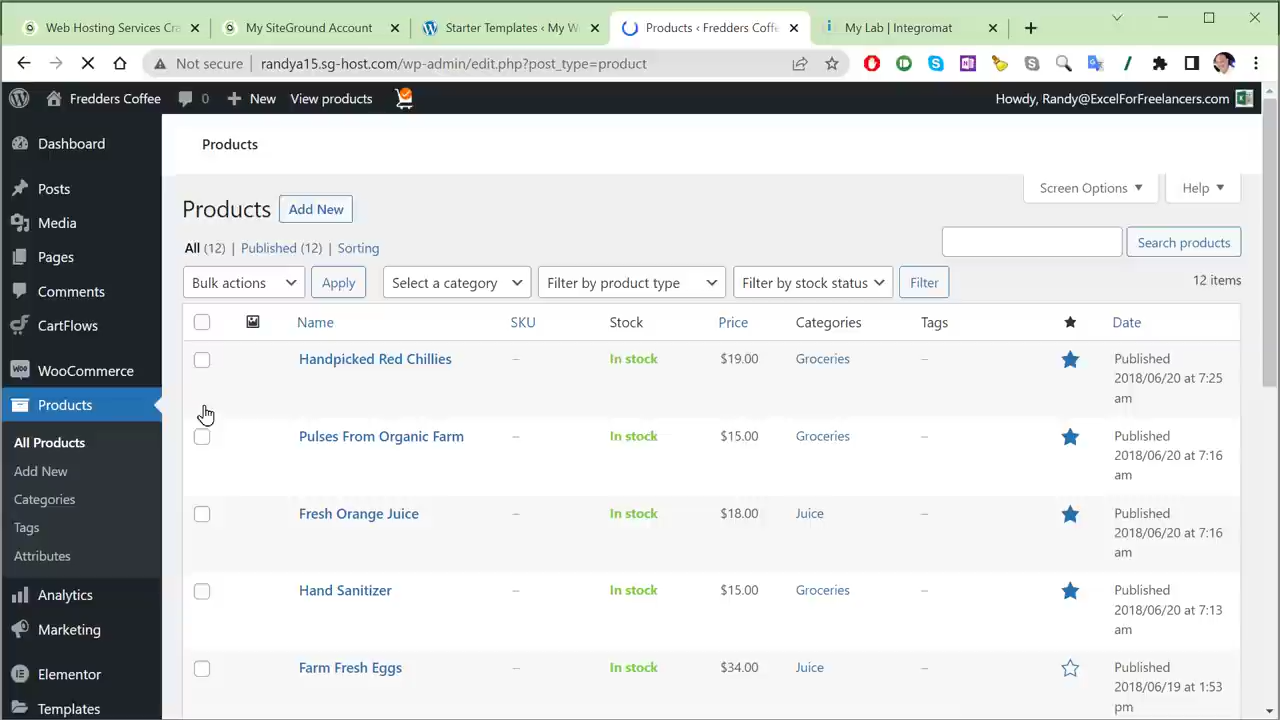 Web Hosting Services Cra
My SiteGround Account
Starter Templates ‹ My W
Products ‹ Fredders Coffe
My Lab | Integromat
Not secure
randya15.sg-host.com/wp-admin/edit.php?post_type=product
Fredders Coffee
0
New
View products
Howdy, Randy@ExcelForFreelancers.com
Dashboard
Posts
Media
Pages
Comments
CartFlows
WooCommerce
Products
All Products
Add New
Categories
Tags
Attributes
Analytics
Marketing
Elementor
Templates
Products
Screen Options
Help
Products
Add New
All (12) | Published (12) | Sorting
Search products
Bulk actions
Apply
Select a category
Filter by product type
Filter by stock status
Filter
12 items
Name SKU Stock Price Categories Tags Date
Handpicked Red Chillies – In stock $19.00 Groceries – Published
2018/06/20 at 7:25
am
Pulses From Organic Farm – In stock $15.00 Groceries – Published
2018/06/20 at 7:16
am
Fresh Orange Juice – In stock $18.00 Juice – Published
2018/06/20 at 7:16
am
Hand Sanitizer – In stock $15.00 Groceries – Published
2018/06/20 at 7:13
am
Farm Fresh Eggs – In stock $34.00 Juice – Published
2018/06/19 at 1:53
pm